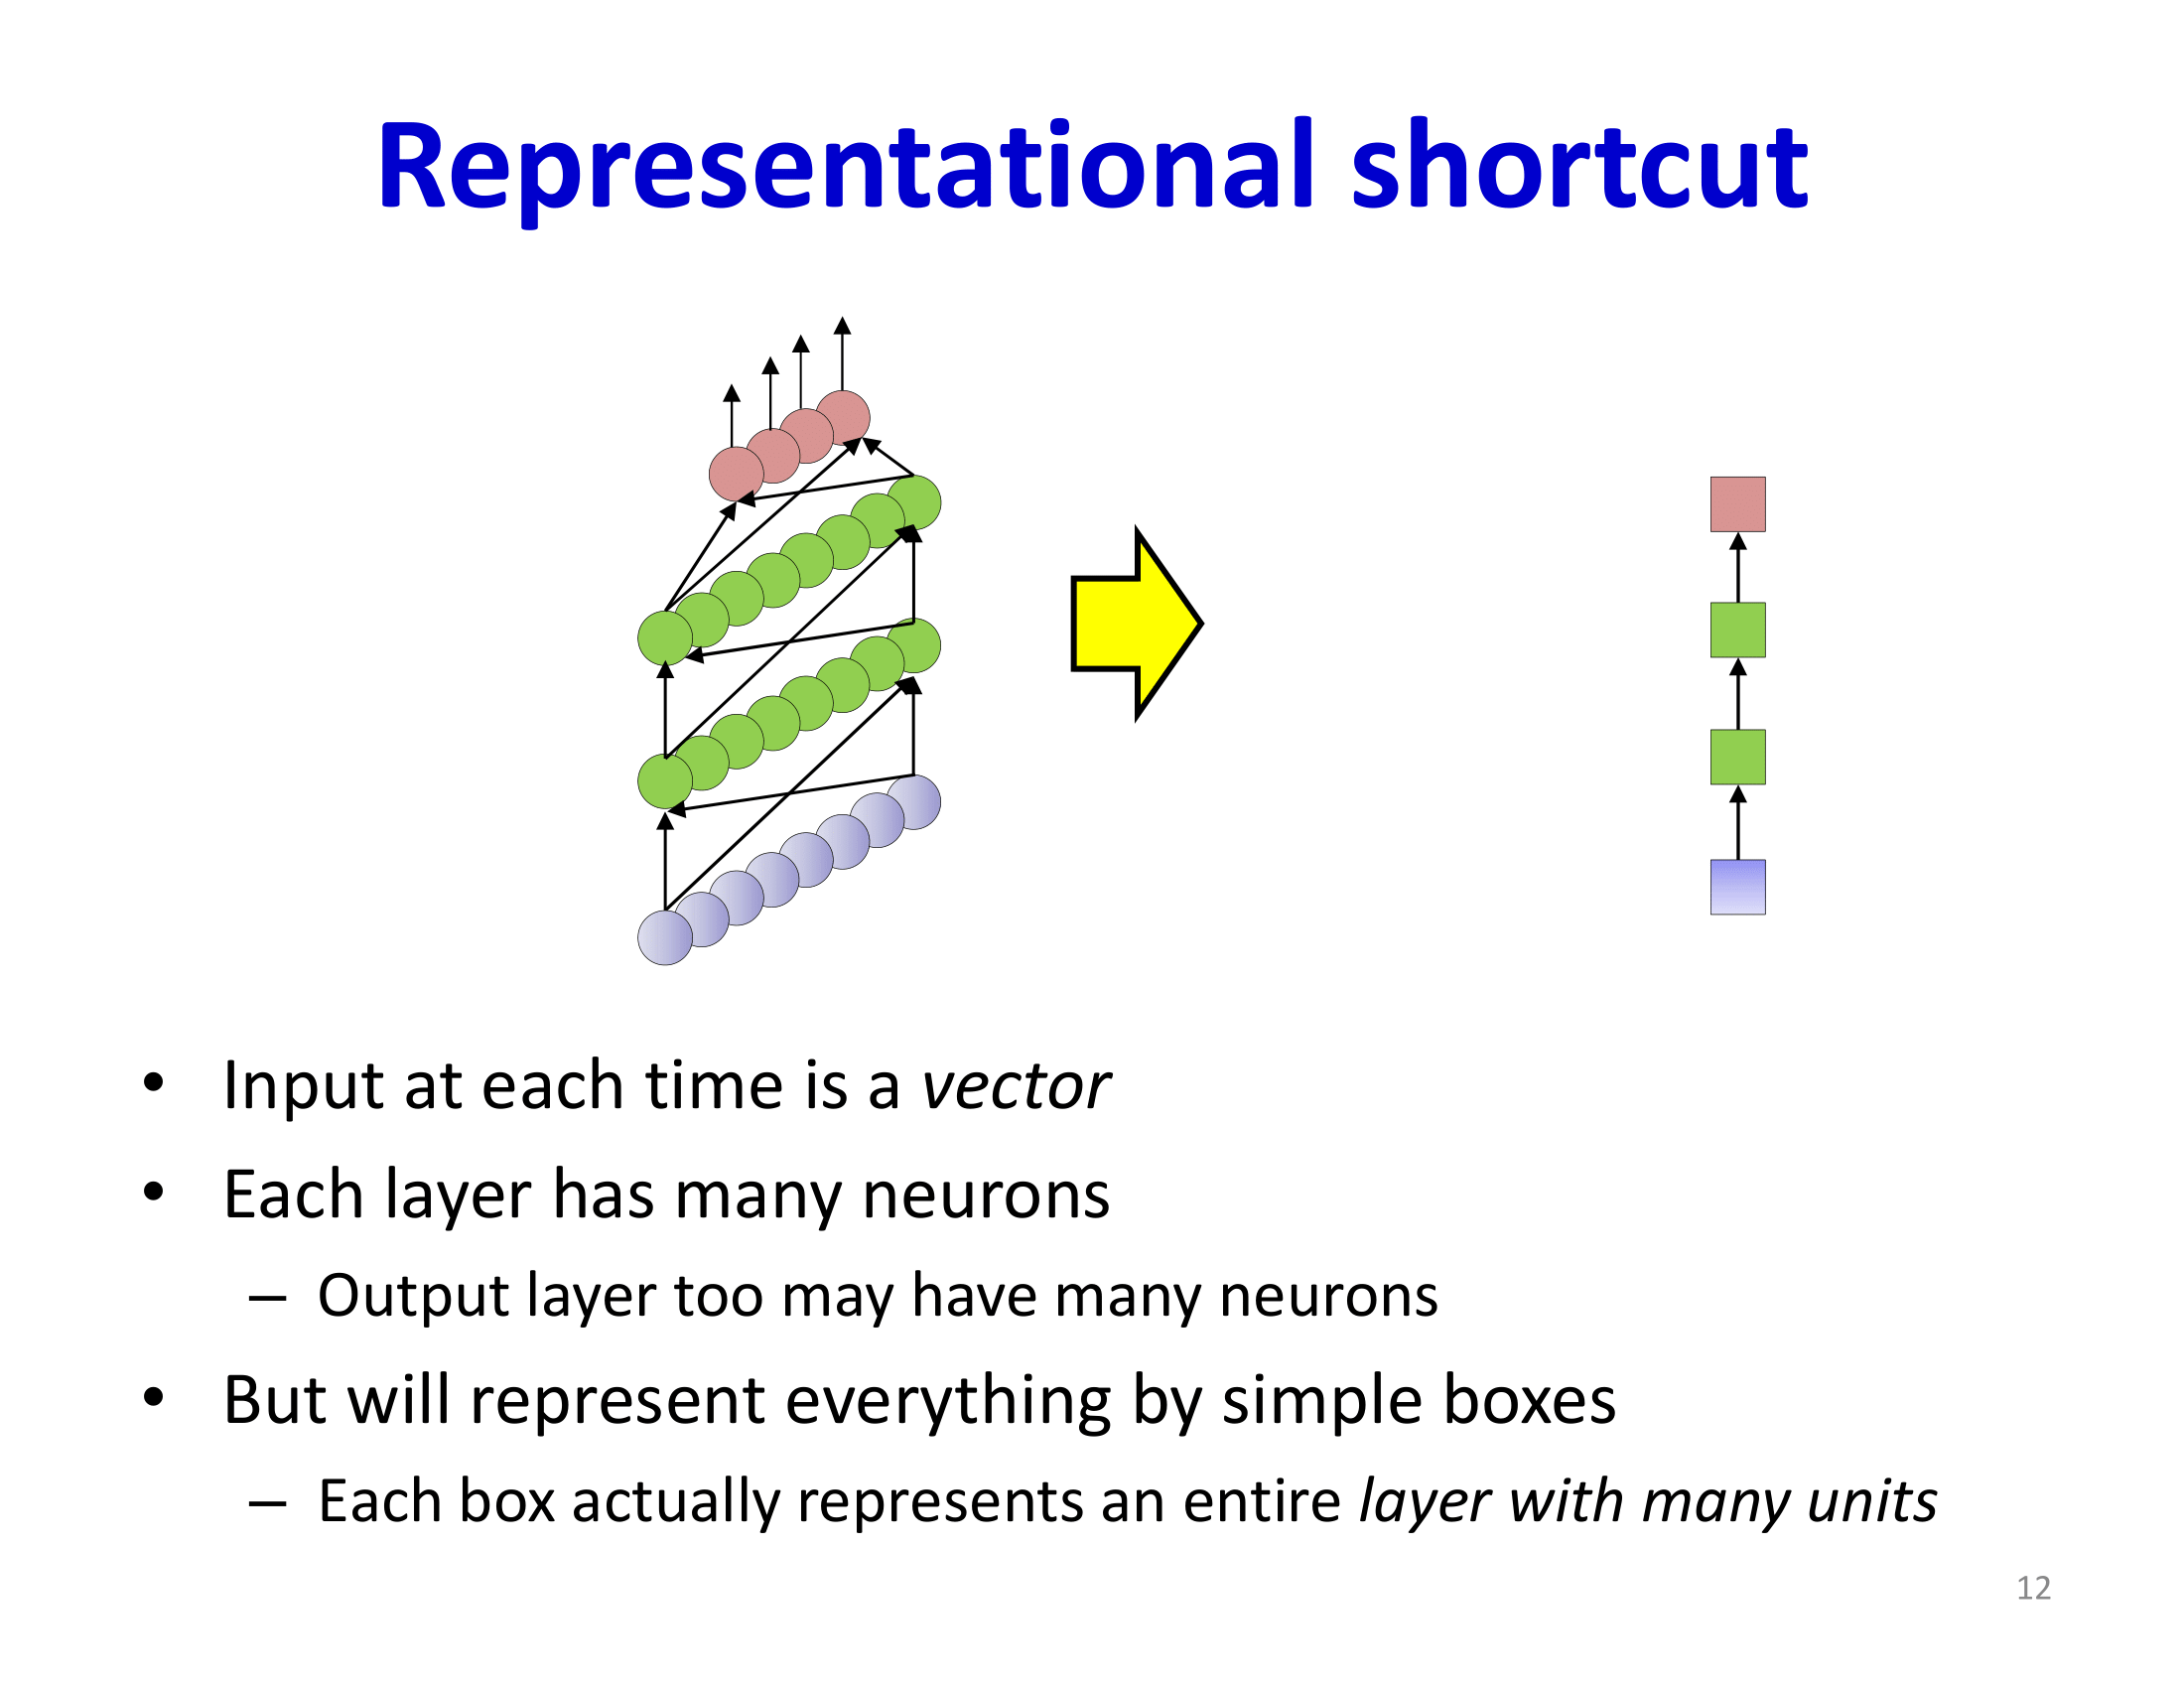 Representational shortcut
• Input at each time is a vector
• Each layer has many neurons
– Output layer too may have many neurons
• But will represent everything by simple boxes
– Each box actually represents an entire layer with many units
12